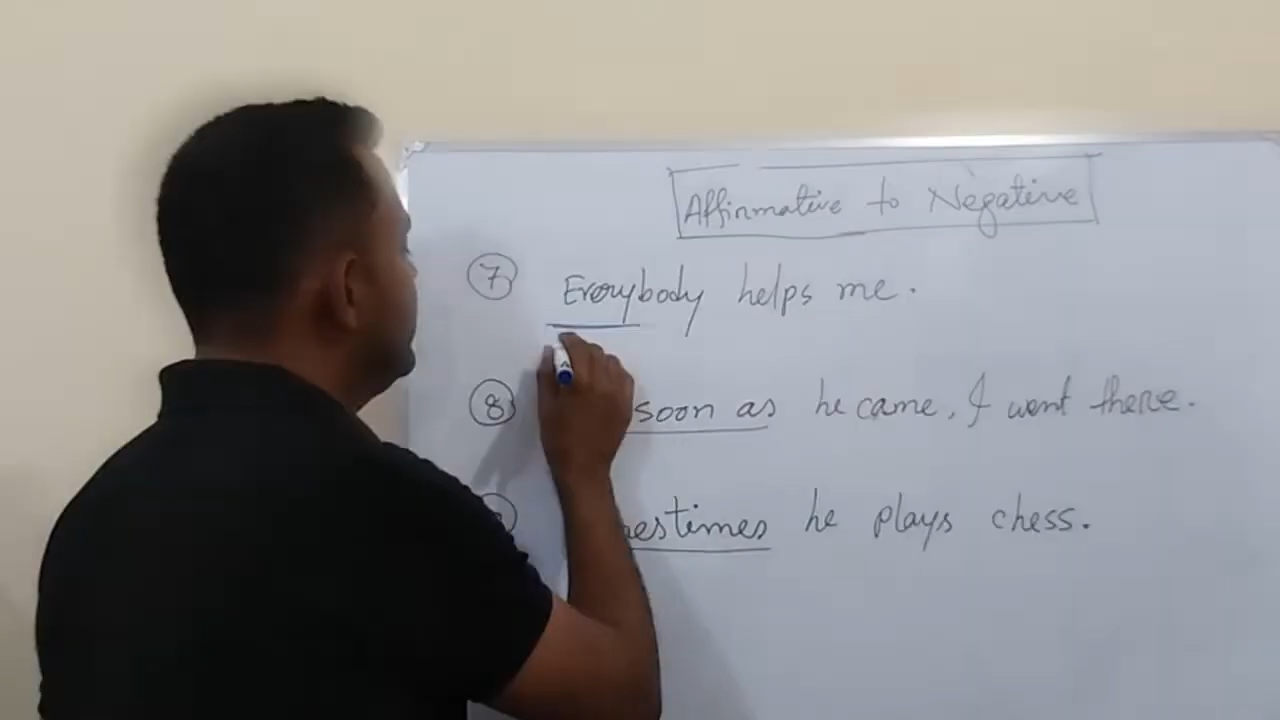 Affirmative to Negative
7 Everybody helps me.
8 soon as he came, I went there.
he plays chess.